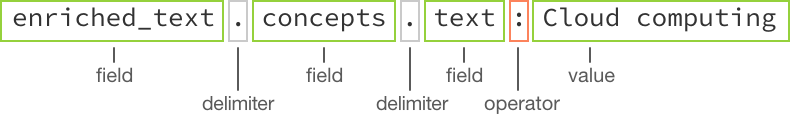 enriched_text . concepts . text : Cloud computing
field field field value
delimiter delimiter operator